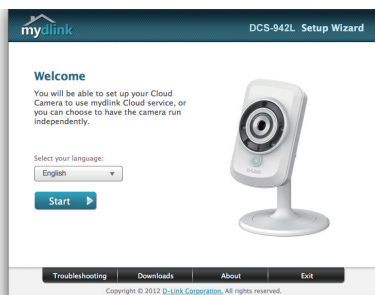 mydlink
DCS-942L Setup Wizard
Welcome
You will be able to set up your Cloud
Camera to use mydlink Cloud service, or
you can choose to have the camera run
independently.
Select your language:
English
Start
D-Link
Troubleshooting Downloads About Exit
Copyright © 2012 D-Link Corporation. All rights reserved.